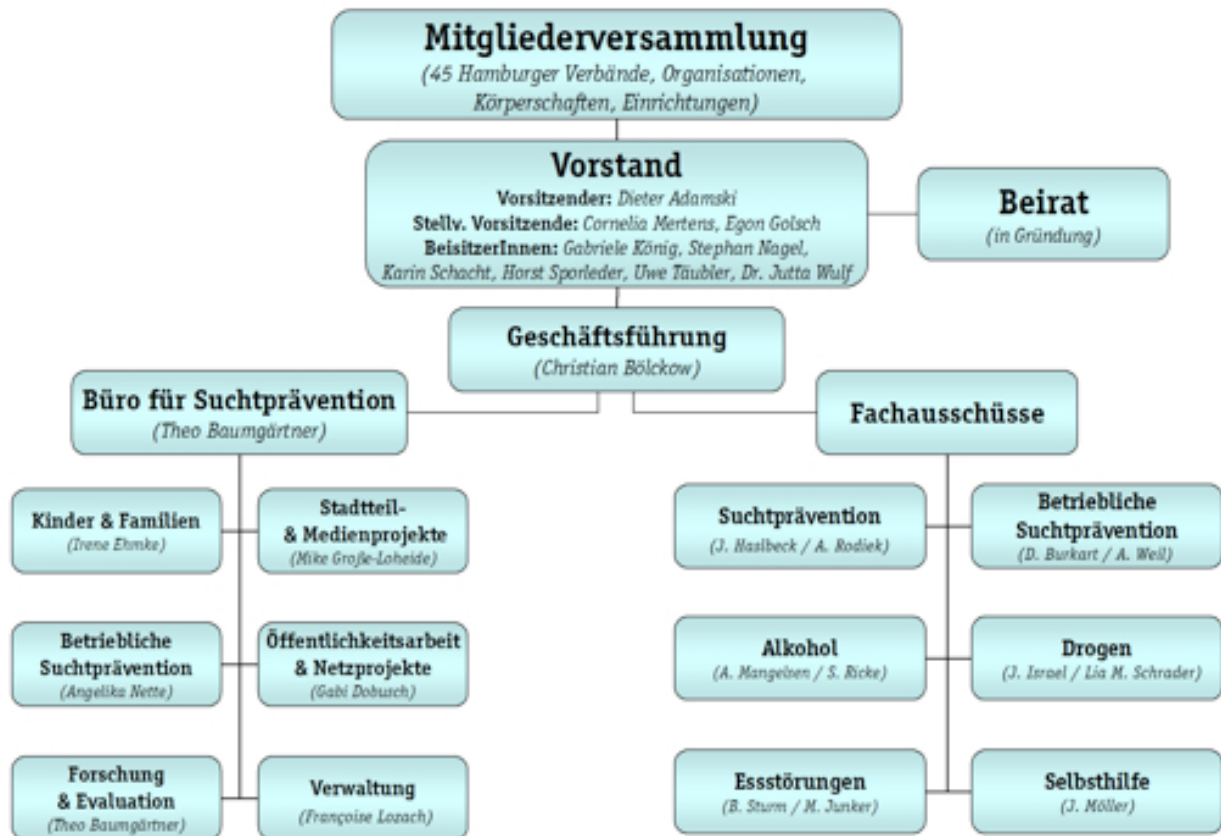 Mitgliederversammlung
(45 Hamburger Verbände, Organisationen,
Körperschaften, Einrichtungen)
Vorstand
Vorsitzender: Dieter Adamski
Stellv. Vorsitzende: Cornelia Mertens, Egon Golsch
BeisitzerInnen: Gabriele König, Stephan Nagel,
Karin Schacht, Horst Sporleder, Uwe Täubler, Dr. Jutta Wulf
Beirat
(in Gründung)
Geschäftsführung
(Christian Bölckow)
Büro für Suchtprävention
(Theo Baumgärtner)
Kinder & Familien
(Irene Ehmke)
Stadtteil-
& Medienprojekte
(Mike Große-Loheide)
Betriebliche
Suchtprävention
(Angelika Nette)
Öffentlichkeitsarbeit
& Netzprojekte
(Gabi Dobusch)
Forschung
& Evaluation
(Theo Baumgärtner)
Verwaltung
(Françoise Lozach)
Fachausschüsse
Suchtprävention
(J. Haslbeck / A. Rodiek)
Betriebliche
Suchtprävention
(D. Burkart / A. Weil)
Alkohol
(A. Mangelsen / S. Ricke)
Drogen
(J. Israel / Lia M. Schrader)
Essstörungen
(B. Sturm / M. Junker)
Selbsthilfe
(J. Möller)